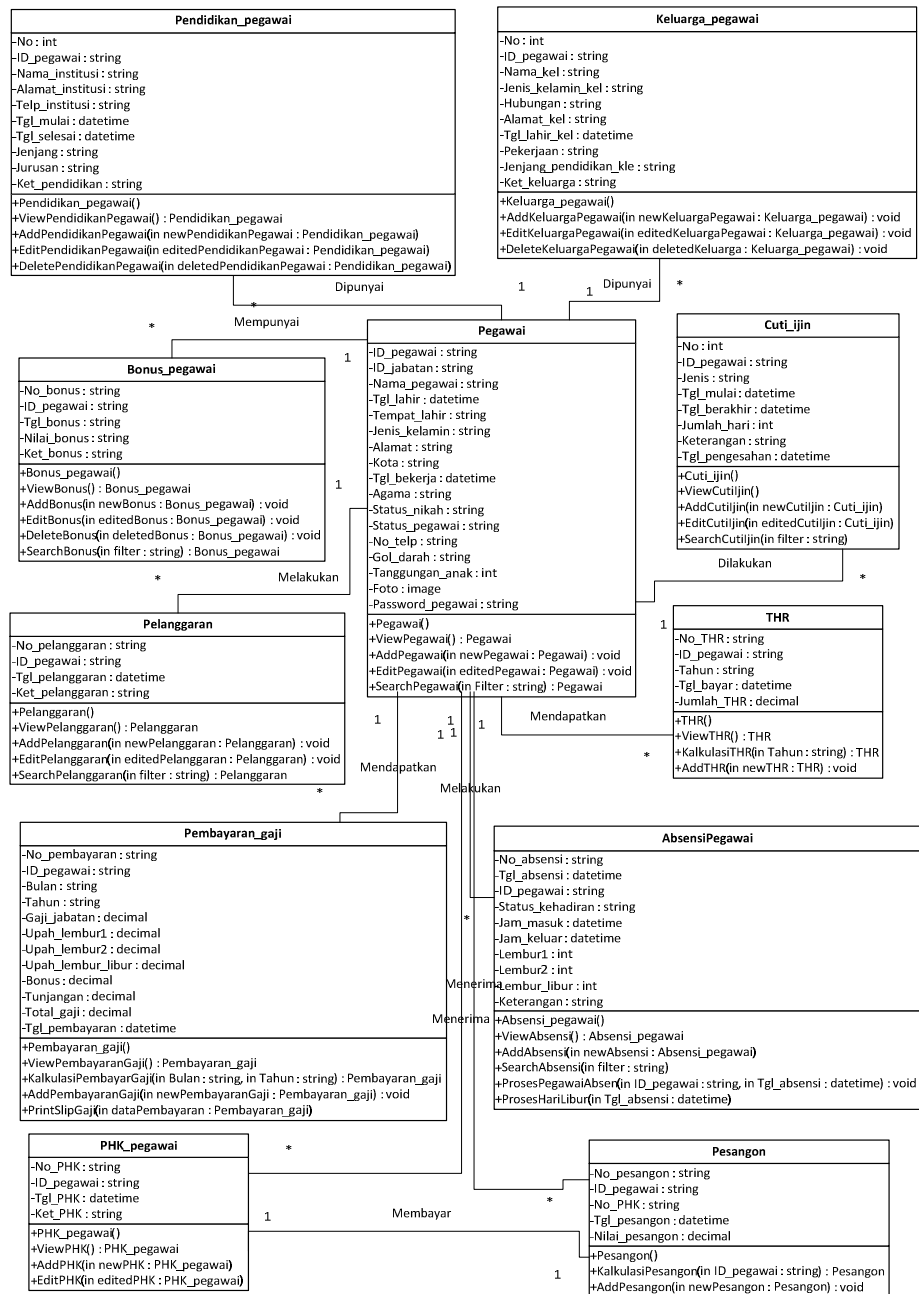 Pendidikan_pegawai
-No : int
-ID_pegawai : string
-Nama_institusi : string
-Alamat_institusi : string
-Telp_institusi : string
-Tgl_mulai : datetime
-Tgl_selesai : datetime
-Jenjang : string
-Jurusan : string
-Ket_pendidikan : string
+Pendidikan_pegawai()
+ViewPendidikanPegawai() : Pendidikan_pegawai
+AddPendidikanPegawai(in newPendidikanPegawai : Pendidikan_pegawai)
+EditPendidikanPegawai(in editedPendidikanPegawai : Pendidikan_pegawai)
+DeletePendidikanPegawai(in deletedPendidikanPegawai : Pendidikan_pegawai)
Keluarga_pegawai
-No : int
-ID_pegawai : string
-Nama_kel : string
-Jenis_kelamin_kel : string
-Hubungan : string
-Alamat_kel : string
-Tgl_lahir_kel : datetime
-Pekerjaan : string
-Jenjang_pendidikan_kle : string
-Ket_keluarga : string
+Keluarga_pegawai()
+AddKeluargaPegawai(in newKeluargaPegawai : Keluarga_pegawai) : void
+EditKeluargaPegawai(in editedKeluargaPegawai : Keluarga_pegawai) : void
+DeleteKeluargaPegawai(in deletedKeluarga : Keluarga_pegawai) : void
Dipunyai
1
*
Dipunyai
1
*
Mempunyai
*
1
Bonus_pegawai
-No_bonus : string
-ID_pegawai : string
-Tgl_bonus : string
-Nilai_bonus : string
-Ket_bonus : string
+Bonus_pegawai()
+ViewBonus() : Bonus_pegawai
+AddBonus(in newBonus : Bonus_pegawai) : void
+EditBonus(in editedBonus : Bonus_pegawai) : void
+DeleteBonus(in deletedBonus : Bonus_pegawai) : void
+SearchBonus(in filter : string) : Bonus_pegawai
Pegawai
-ID_pegawai : string
-ID_jabatan : string
-Nama_pegawai : string
-Tgl_lahir : datetime
-Tempat_lahir : string
-Jenis_kelamin : string
-Alamat : string
-Kota : string
-Tgl_bekerja : datetime
-Agama : string
-Status_nikah : string
-Status_pegawai : string
-No_telp : string
-Gol_darah : string
-Tanggungan_anak : int
-Foto : image
-Password_pegawai : string
+Pegawai()
+ViewPegawai() : Pegawai
+AddPegawai(in newPegawai : Pegawai) : void
+EditPegawai(in editedPegawai : Pegawai) : void
+SearchPegawai(in Filter : string) : Pegawai
Cuti_ijin
-No : int
-ID_pegawai : string
-Jenis : string
-Tgl_mulai : datetime
-Tgl_berakhir : datetime
-Jumlah_hari : int
-Keterangan : string
-Tgl_pengesahan : datetime
+Cuti_ijin()
+ViewCutiIjin()
+AddCutiIjin(in newCutiIjin : Cuti_ijin)
+EditCutiIjin(in editedCutiIjin : Cuti_ijin)
+SearchCutiIjin(in filter : string)
1
*
Melakukan
Dilakukan
*
1
Pelanggaran
-No_pelanggaran : string
-ID_pegawai : string
-Tgl_pelanggaran : datetime
-Ket_pelanggaran : string
+Pelanggaran()
+ViewPelanggaran() : Pelanggaran
+AddPelanggaran(in newPelanggaran : Pelanggaran) : void
+EditPelanggaran(in editedPelanggaran : Pelanggaran) : void
+SearchPelanggaran(in filter : string) : Pelanggaran
THR
-No_THR : string
-ID_pegawai : string
-Tahun : string
-Tgl_bayar : datetime
-Jumlah_THR : decimal
+THR()
+ViewTHR() : THR
+KalkulasiTHR(in Tahun : string) : THR
+AddTHR(in newTHR : THR) : void
1
1
1 1
1
Mendapatkan
*
Mendapatkan
*
Melakukan
Pembayaran_gaji
-No_pembayaran : string
-ID_pegawai : string
-Bulan : string
-Tahun : string
-Gaji_jabatan : decimal
-Upah_lembur1 : decimal
-Upah_lembur2 : decimal
-Upah_lembur_libur : decimal
-Bonus : decimal
-Tunjangan : decimal
-Total_gaji : decimal
-Tgl_pembayaran : datetime
+Pembayaran_gaji()
+ViewPembayaranGaji() : Pembayaran_gaji
+KalkulasiPembayarGaji(in Bulan : string, in Tahun : string) : Pembayaran_gaji
+AddPembayaranGaji(in newPembayaranGaji : Pembayaran_gaji) : void
+PrintSlipGaji(in dataPembayaran : Pembayaran_gaji)
AbsensiPegawai
-No_absensi : string
-Tgl_absensi : datetime
-ID_pegawai : string
-Status_kehadiran : string
-Jam_masuk : datetime
-Jam_keluar : datetime
-Lembur1 : int
-Lembur2 : int
-Lembur_libur : int
-Keterangan : string
+Absensi_pegawai()
+ViewAbsensi() : Absensi_pegawai
+AddAbsensi(in newAbsensi : Absensi_pegawai)
+SearchAbsensi(in filter : string)
+ProsesPegawaiAbsen(in ID_pegawai : string, in Tgl_absensi : datetime) : void
+ProsesHariLibur(in Tgl_absensi : datetime)
*
Menerima
Menerima
PHK_pegawai
-No_PHK : string
-ID_pegawai : string
-Tgl_PHK : datetime
-Ket_PHK : string
+PHK_pegawai()
+ViewPHK() : PHK_pegawai
+AddPHK(in newPHK : PHK_pegawai)
+EditPHK(in editedPHK : PHK_pegawai)
*
*
1
Membayar
1
Pesangon
-No_pesangon : string
-ID_pegawai : string
-No_PHK : string
-Tgl_pesangon : datetime
-Nilai_pesangon : decimal
+Pesangon()
+KalkulasiPesangon(in ID_pegawai : string) : Pesangon
+AddPesangon(in newPesangon : Pesangon) : void